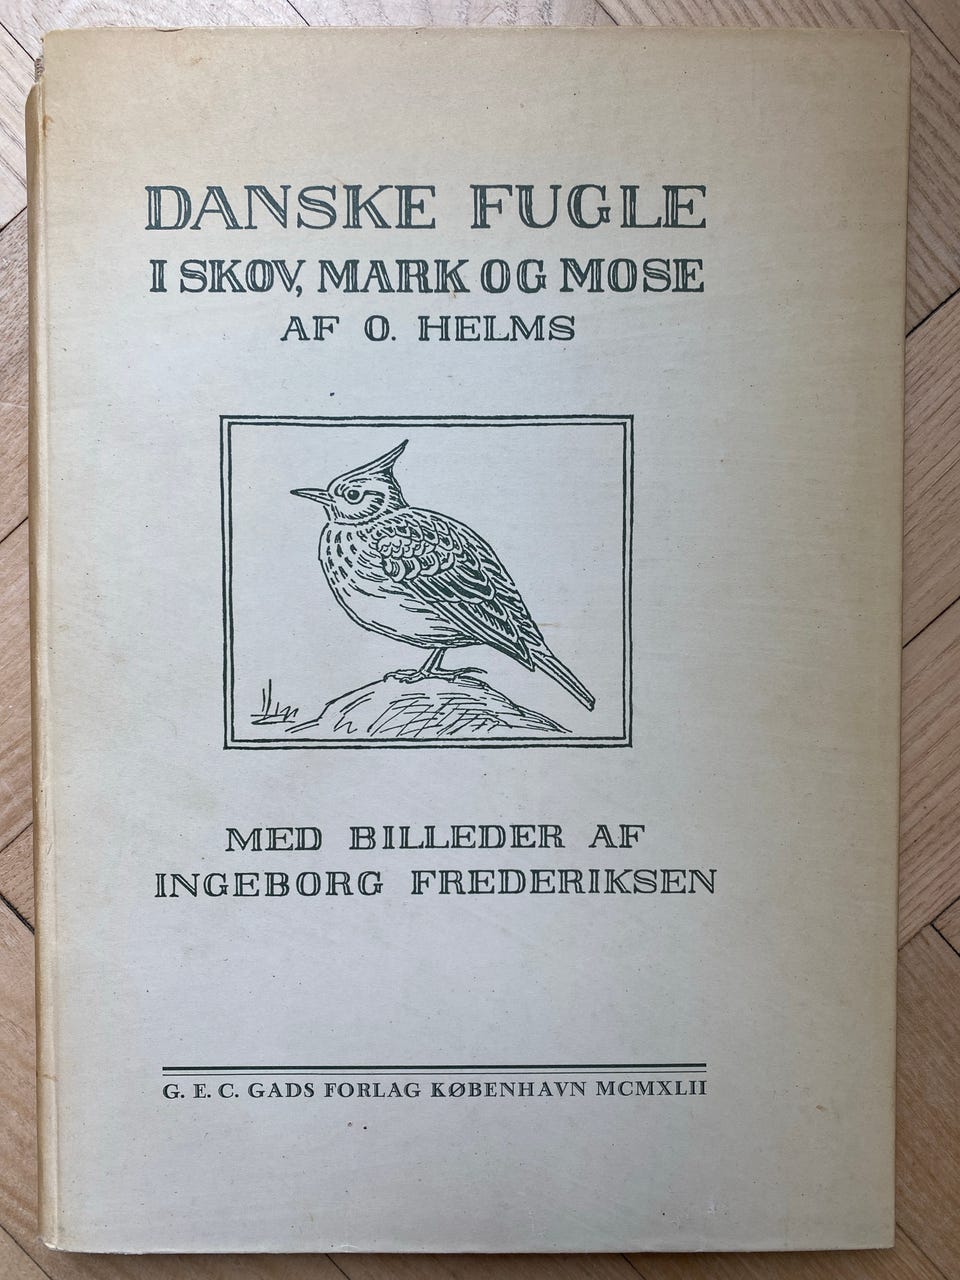 DANSKE FUGLE
I SKOV, MARK OG MOSE
AF O. HELMS
MED BILLEDER AF
INGEBORG FREDERIKSEN
G. E. C. GADS FORLAG KØBENHAVN MCMXLII